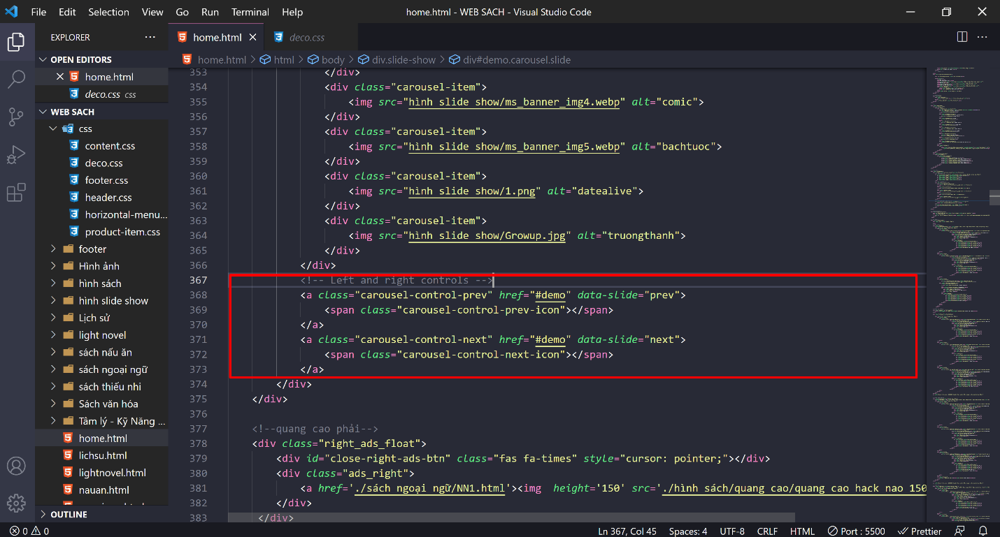 File Edit Selection View Go Run Terminal Help home.html - WEB SACH - Visual Studio Code
EXPLORER ...
OPEN EDITORS
home.html
deco.css css
WEB SACH
css
content.css
deco.css
footer.css
header.css
horizontal-menu...
product-item.css
footer
Hình ảnh
hình sách
hình slide show
Lịch sử
light novel
sách nấu ăn
sách ngoại ngữ
sách thiếu nhi
Sách văn hóa
Tâm lý - Kỹ Năng ...
home.html
lichsu.html
lightnovel.html
nauan.html
OUTLINE
home.html deco.css
home.html > html > body > div.slide-show > div#demo.carousel.slide
353 </div>
354 <div class="carousel-item">
355 <img src="hình slide show/ms_banner_img4.webp" alt="comic">
356 </div>
357 <div class="carousel-item">
358 <img src="hình slide show/ms_banner_img5.webp" alt="bachtuoc">
359 </div>
360 <div class="carousel-item">
361 <img src="hình slide show/1.png" alt="datealive">
362 </div>
363 <div class="carousel-item">
364 <img src="hình slide show/Growup.jpg" alt="truongthanh">
365 </div>
366 </div>
367 <!-- Left and right controls -->
368 <a class="carousel-control-prev" href="#demo" data-slide="prev">
369 <span class="carousel-control-prev-icon"></span>
370 </a>
371 <a class="carousel-control-next" href="#demo" data-slide="next">
372 <span class="carousel-control-next-icon"></span>
373 </a>
374 </div>
375 </div>
376
377 <!--quang cao phải-->
378 <div class="right_ads_float">
379 <div id="close-right-ads-btn" class="fas fa-times" style="cursor: pointer;"></div>
380 <div class="ads_right">
381 <a href='./sách ngoại ngữ/NN1.html'><img height='150' src='./hình sách/quang cao/quang cao hack nao 150
382 </div>
383 </div>
0 0 Ln 367, Col 45 Spaces: 4 UTF-8 CRLF HTML Port : 5500 Prettier